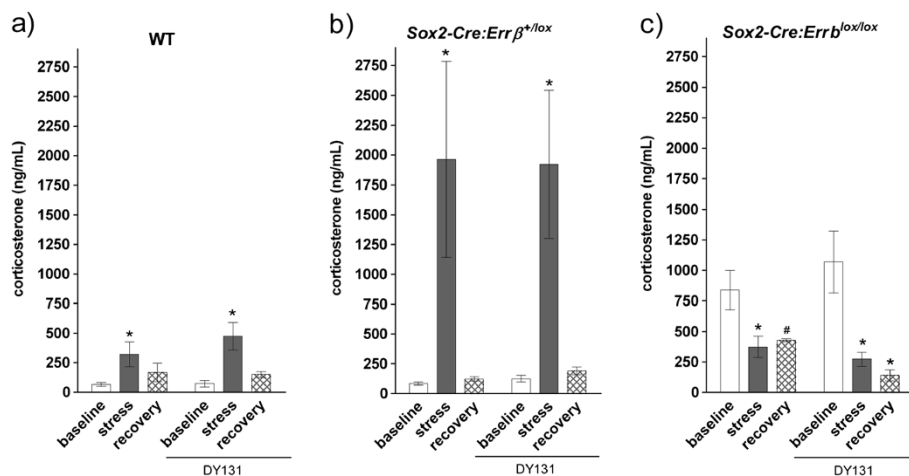 a)
WT
corticosterone (ng/mL)
2750
2500
2250
2000
1750
1500
1250
1000
750
500
250
0
*
*
baseline
stress
recovery
baseline
stress
recovery
DY131
b)
Sox2-Cre:Errβ+/lox
corticosterone (ng/mL)
2750
2500
2250
2000
1750
1500
1250
1000
750
500
250
0
*
*
baseline
stress
recovery
baseline
stress
recovery
DY131
c)
Sox2-Cre:Errblox/lox
corticosterone (ng/mL)
2750
2500
2250
2000
1750
1500
1250
1000
750
500
250
0
*
#
*
*
baseline
stress
recovery
baseline
stress
recovery
DY131